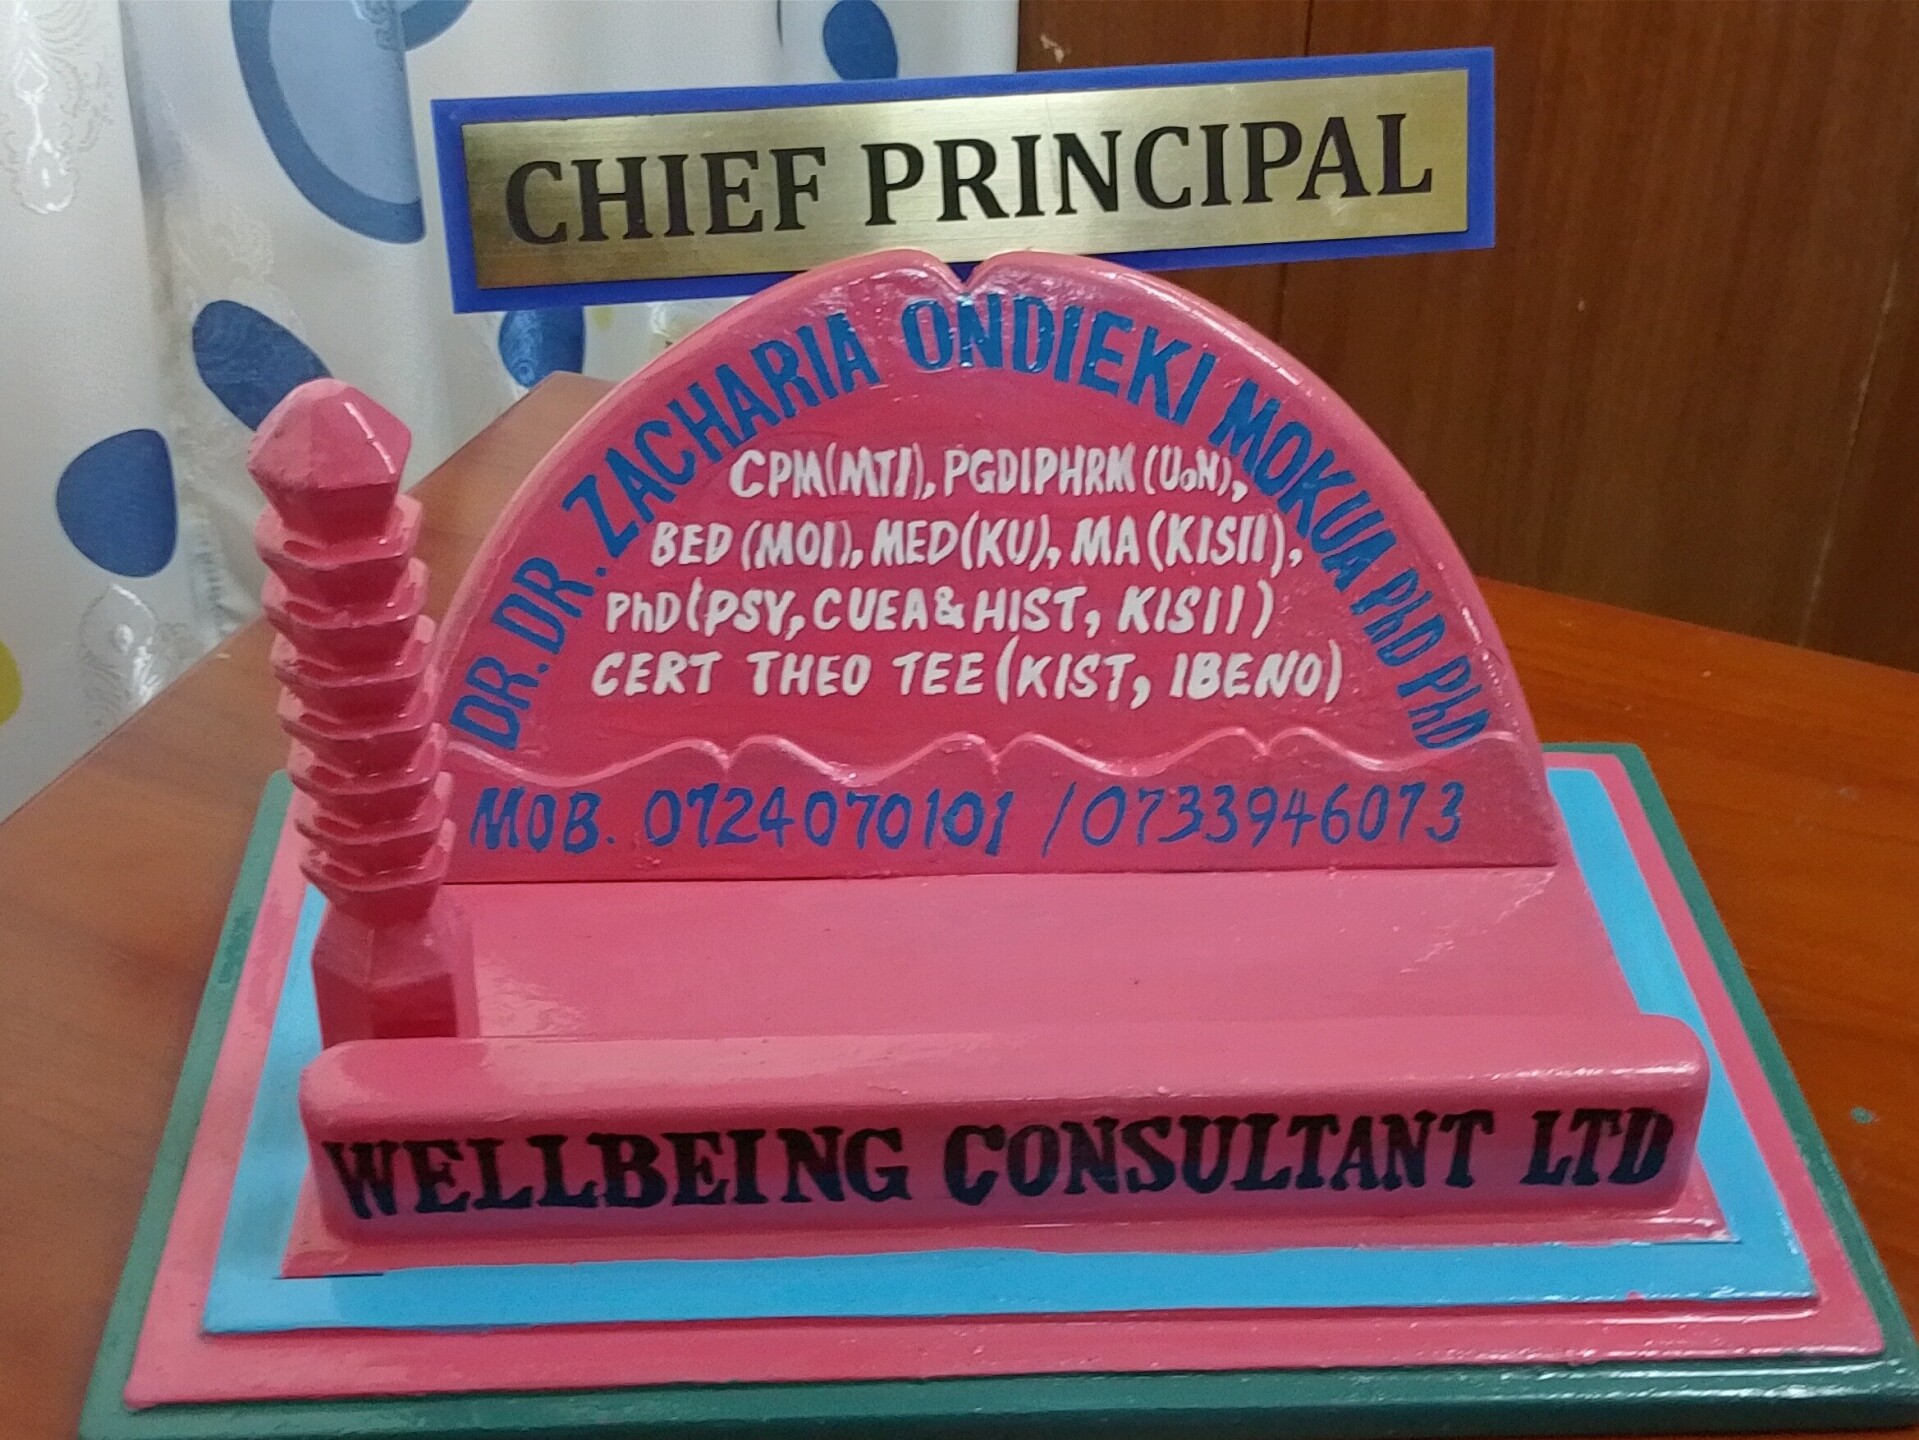 CHIEF PRINCIPAL
DR. DR. ZACHARIA ONDIEKI MOKUA PhD PhD
CPM(MTI), PGDIPHRM (UoN),
BED (MOI), MED(KU), MA (KISII),
PhD(PSY, CUEA & HIST, KISII)
CERT THEO TEE (KIST, IBENO)
MOB. 0724070101 / 0733946073
WELLBEING CONSULTANT LTD